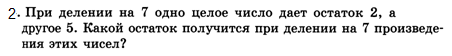 2. При делении на 7 одно целое число дает остаток 2, а
другое 5. Какой остаток получится при делении на 7 произведе-
ния этих чисел?